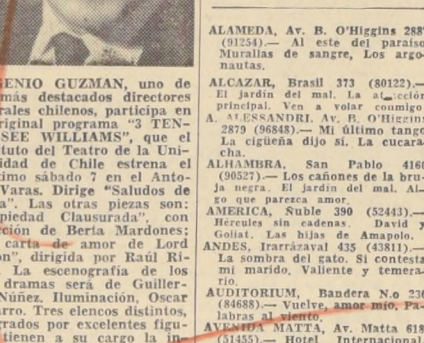 GENIO GUZMAN, uno de
más destacados directores
rales chilenos, participa en
riginal programa "3 TEN-
SEE WILLIAMS", que el
tuto del Teatro de la Uni-
idad de Chile estrena el
timo sábado 7 en el Anto-
Varas. Dirige "Saludos de
a". Las otras piezas son:
piedad Clausurada", con
ción de Berta Mardones;
carta de amor de Lord
on", dirigida por Raúl Ri-
La escenografía de los
dramas será de Guiller-
Núñez. Iluminación, Oscar
arro. Tres elencos distintos,
grados por excelentes figu-
tienen a su cargo la in-
ALAMEDA, Av. B. O'Higgins 2887
(91254).— Al este del paraíso
Murallas de sangre, Los argo-
nautas.
ALCAZAR, Brasil 373 (80122).—
El jardín del mal. La atracción
principal. Ven a volar conmigo
A. ALESSANDRI. Av. B. O'Higgins
2879 (96848).— Mi último tango
La cigüeña dijo sí. La cucara-
cha.
ALHAMBRA, San Pablo 4160
(90527).— Los cañones de la bru-
ja negra. El jardín del mal. Al-
go que parezca amor.
AMERICA, Ñuble 390 (52443).—
Hércules sin cadenas. David y
Goliat. Las hijas de Amapolo.
ANDES, Irarrázaval 435 (43811).—
La sombra del gato. Si contesta
mi marido, Valiente y temera-
rio.
AUDITORIUM, Bandera N.o 236
(84688).— Vuelve, amor mío, Pa-
labras al viento.
AVENIDA MATTA, Av. Matta 618
(51455).— Hotel Internacional